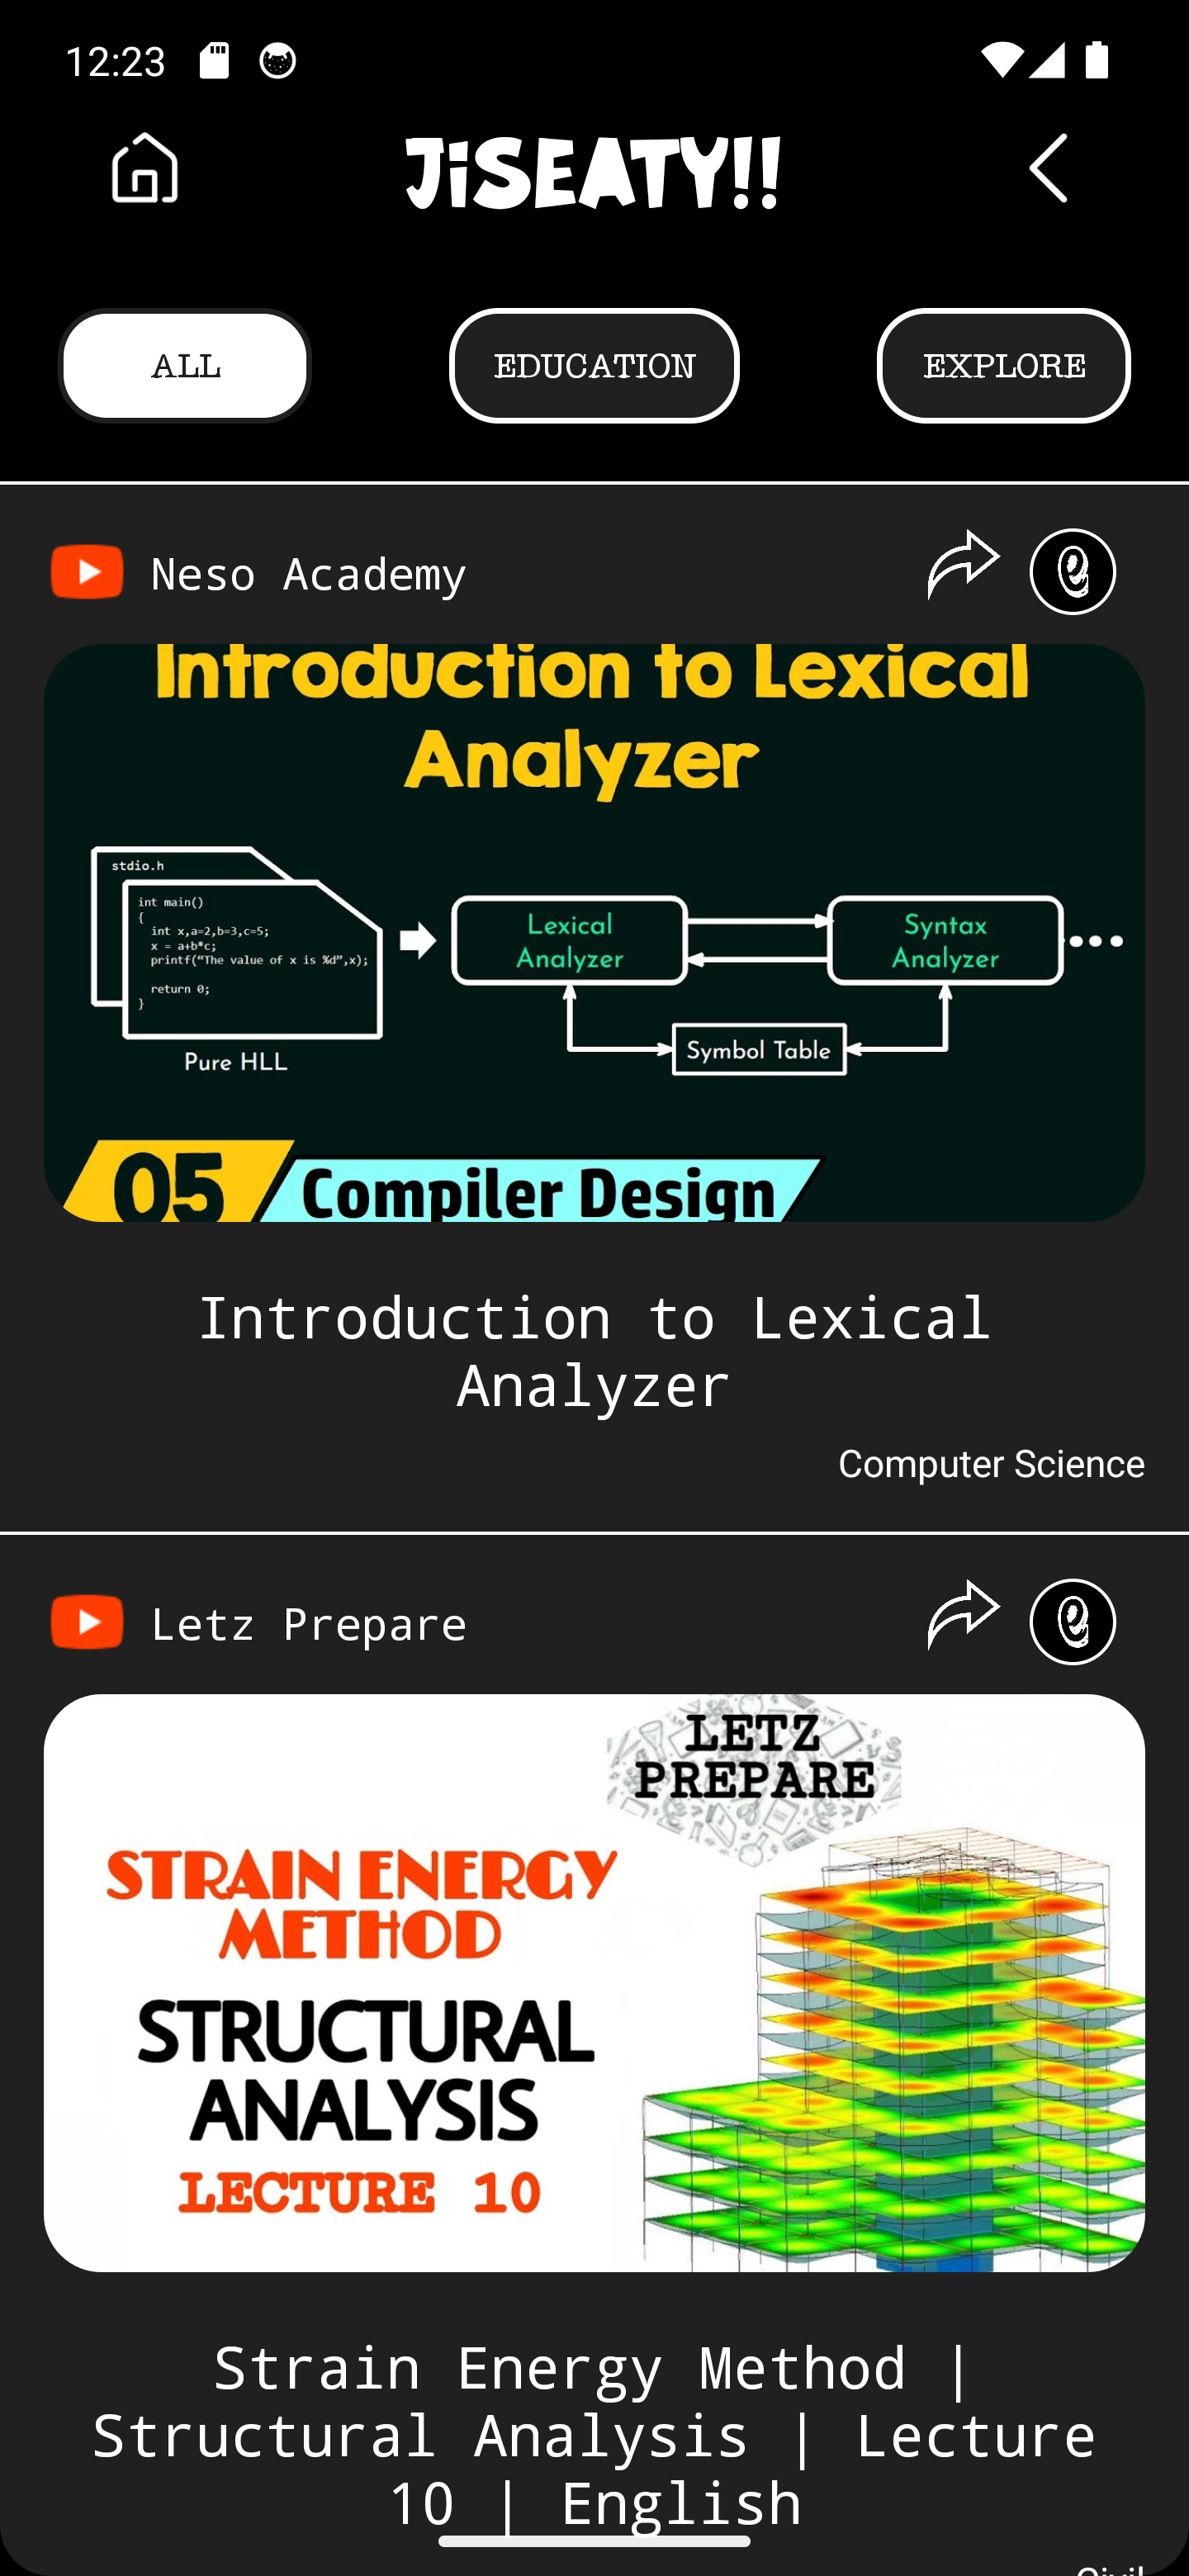 12:23
JiSEATY!!
ALL
EDUCATION
EXPLORE
Neso Academy
Introduction to Lexical
Analyzer
stdio.h
int main()
{
int x,a=2,b=3,c=5;
x = a+b*c;
printf(“The value of x is %d”,x);
return 0;
}
Pure HLL
Lexical
Analyzer
Syntax
Analyzer
Symbol Table
05
Compiler Design
Introduction to Lexical
Analyzer
Computer Science
Letz Prepare
LETZ
PREPARE
STRAIN ENERGY
METHOD
STRUCTURAL
ANALYSIS
LECTURE 10
Strain Energy Method |
Structural Analysis | Lecture
10 | English
Civil